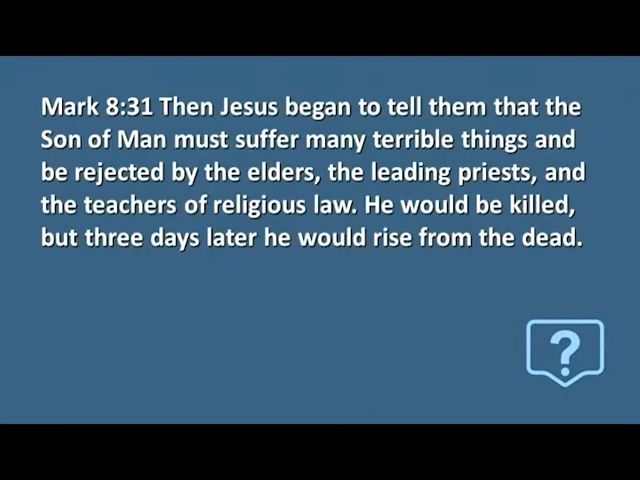 Mark 8:31 Then Jesus began to tell them that the
Son of Man must suffer many terrible things and
be rejected by the elders, the leading priests, and
the teachers of religious law. He would be killed,
but three days later he would rise from the dead.
?